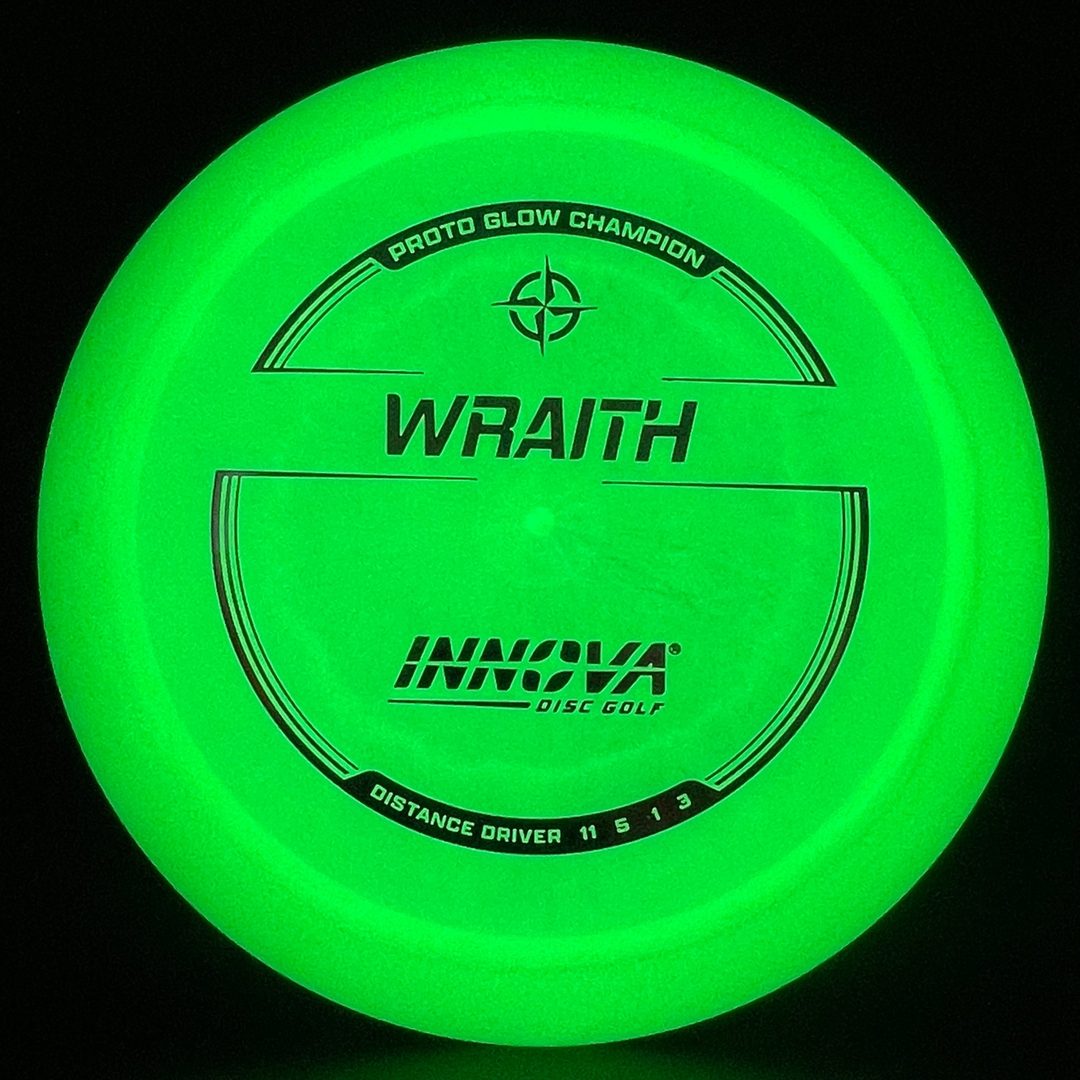 PROTO GLOW CHAMPION
WRAITH
INNOVA®
DISC GOLF
DISTANCE DRIVER 11 5 1 3